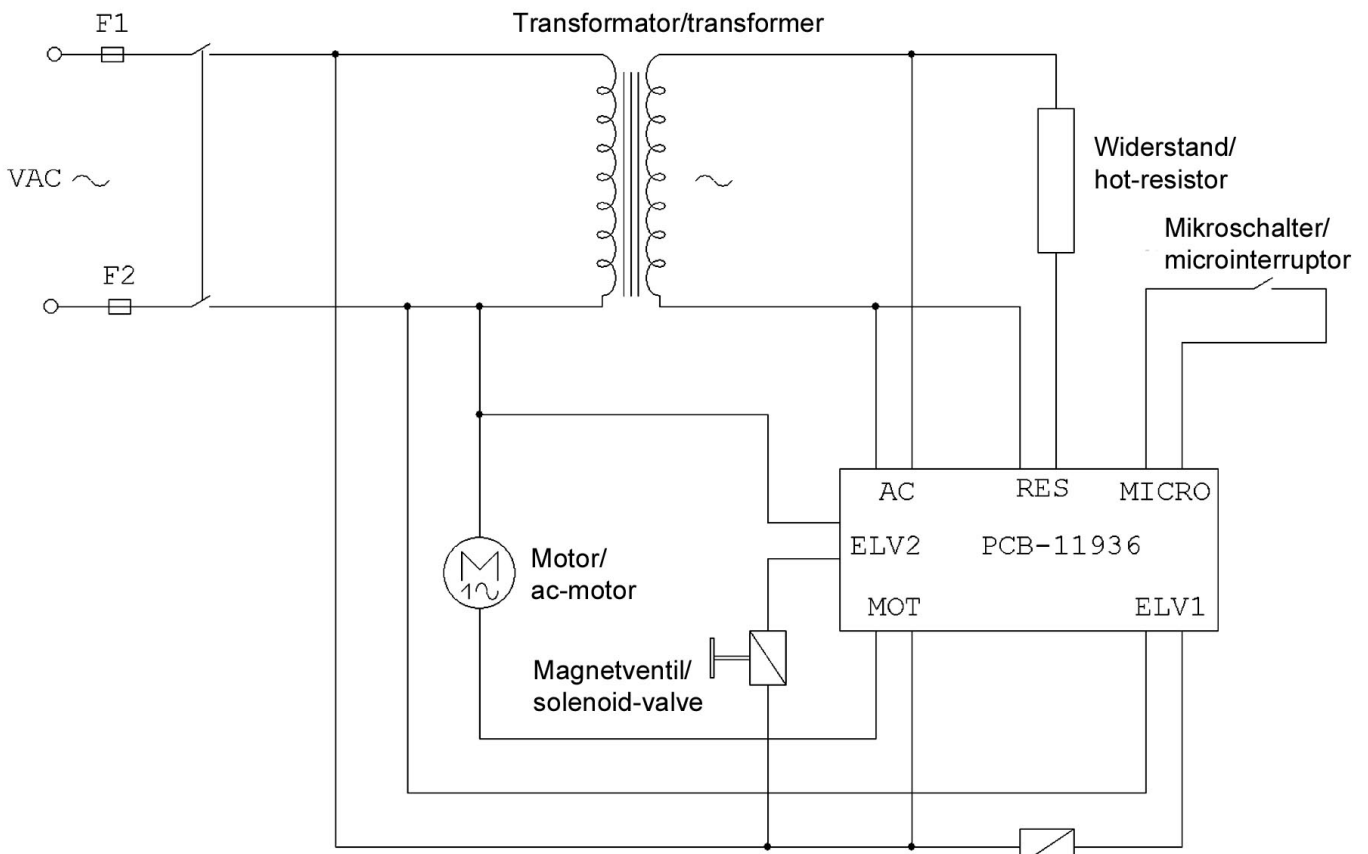 Transformator/transformer
F1
VAC
F2
Widerstand/
hot-resistor
Mikroschalter/
microinterruptor
AC
RES
MICRO
ELV2
PCB-11936
MOT
ELV1
Motor/
ac-motor
M
1
Magnetventil/
solenoid-valve